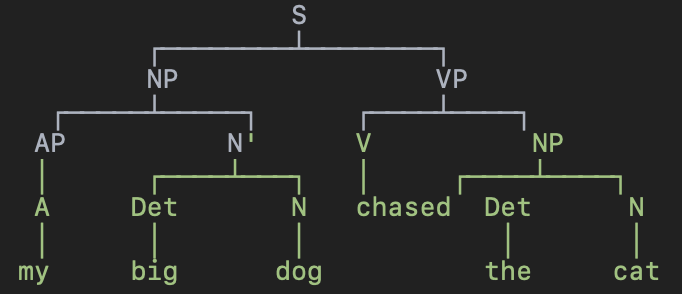 S
NP VP
AP N' V NP
A Det N chased Det N
my big dog the cat